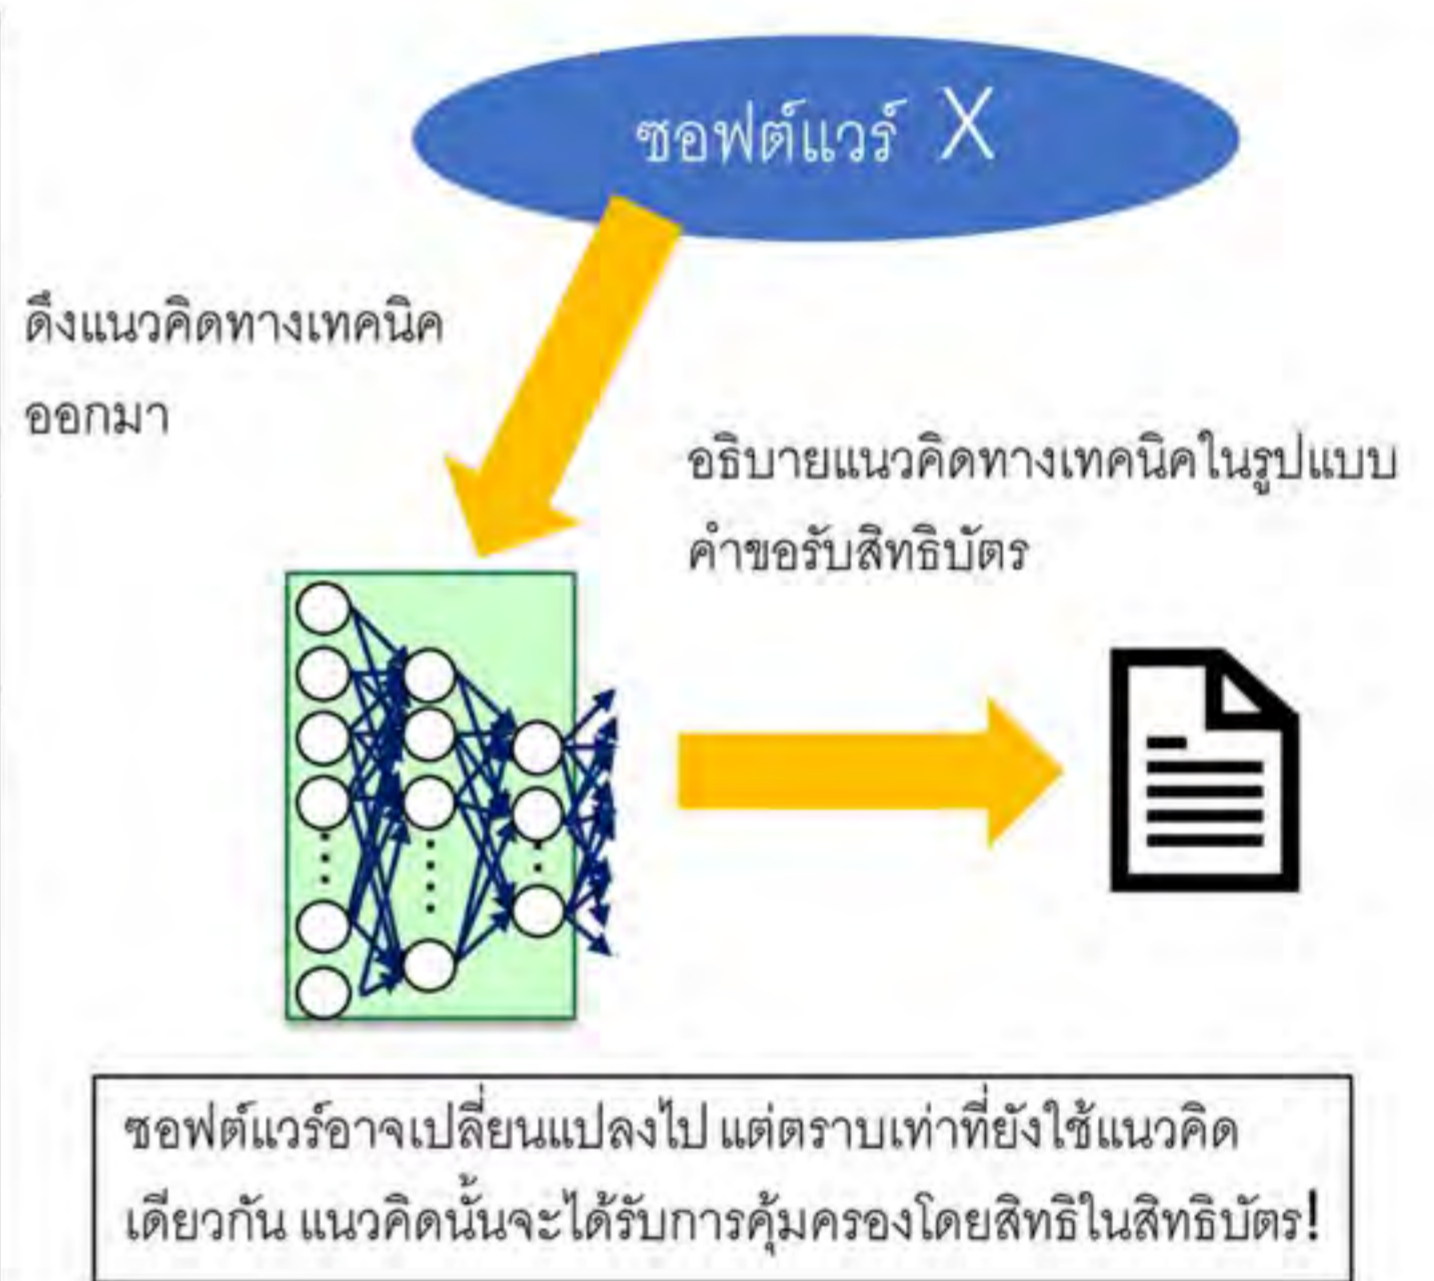 ซอฟต์แวร์ X
ดึงแนวคิดทางเทคนิค
ออกมา
อธิบายแนวคิดทางเทคนิคในรูปแบบ
คำขอรับสิทธิบัตร
ซอฟต์แวร์อาจเปลี่ยนแปลงไป แต่ตราบเท่าที่ยังใช้แนวคิด
เดียวกัน แนวคิดนั้นจะได้รับการคุ้มครองโดยสิทธิในสิทธิบัตร!